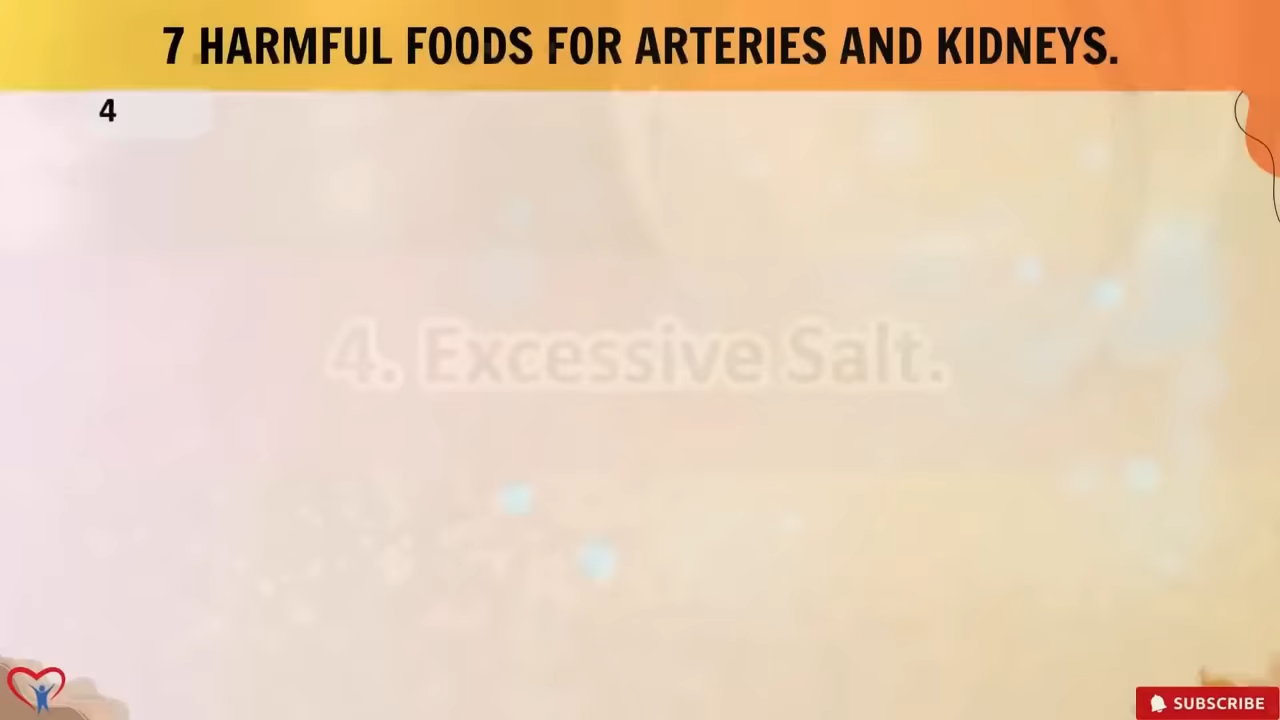 7 HARMFUL FOODS FOR ARTERIES AND KIDNEYS.
4
4. Excessive Salt.
SUBSCRIBE